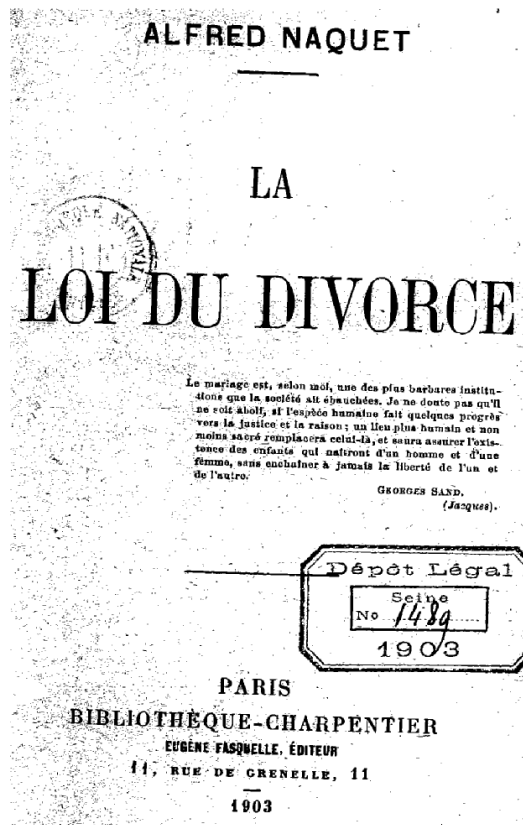 ALFRED NAQUET
LA
LOI DU DIVORCE
Le mariage est, selon moi, une des plus barbares institu-
tions que la société ait ébauchées. Je ne doute pas qu'il
ne soit aboli, si l'espèce humaine fait quelques progrès
vers la justice et la raison; un lien plus humain et non
moins sacré remplacera celui-là, et saura assurer l'exis-
tence des enfants qui naîtront d'un homme et d'une
femme, sans enchaîner à jamais la liberté de l'un et
de l'autre.
GEORGES SAND.
(Jacques).
Dépôt Légal
Seine
No 1489
1903
PARIS
BIBLIOTHÈQUE-CHARPENTIER
EUGÈNE FASQUELLE, ÉDITEUR
11, RUE DE GRENELLE, 11
1903